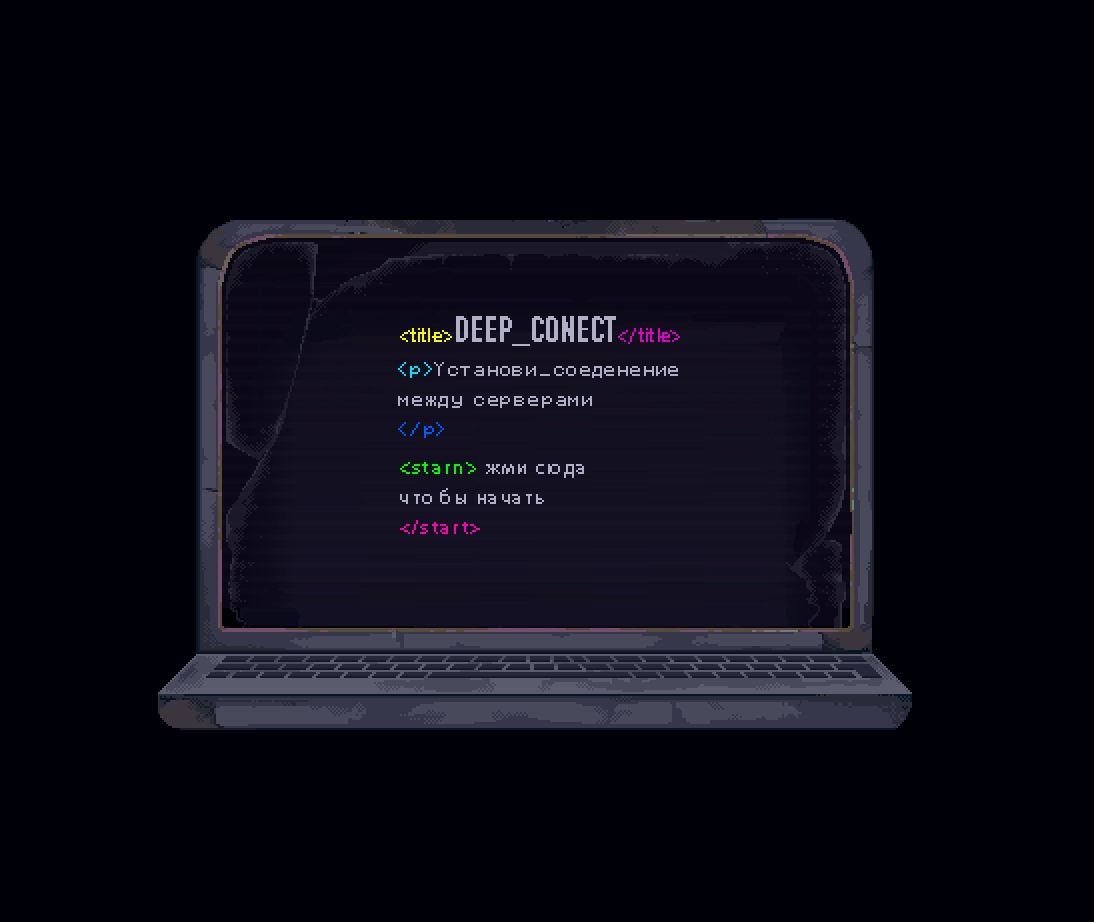 <title>DEEP_CONECT</title>
<p>Установи_соеденение
между серверами
</p>
<starn> жми сюда
что бы начать
</start>